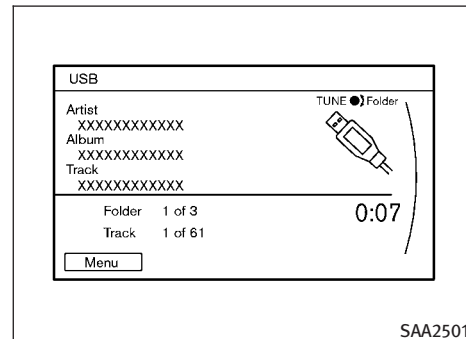 USB
TUNE Folder
Artist
XXXXXXXXXXXX
Album
XXXXXXXXXXXX
Track
XXXXXXXXXXXX
Folder 1 of 3
0:07
Track 1 of 61
Menu
SAA2501